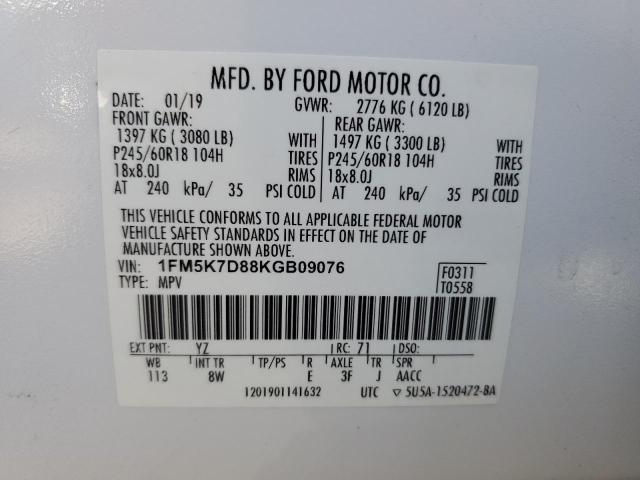 MFD. BY FORD MOTOR CO.
DATE: 01/19 GVWR: 2776 KG ( 6120 LB)
FRONT GAWR: REAR GAWR:
1397 KG ( 3080 LB) WITH 1497 KG ( 3300 LB) WITH
P245/60R18 104H TIRES P245/60R18 104H TIRES
18x8.0J RIMS 18x8.0J RIMS
AT 240 kPa/ 35 PSI COLD AT 240 kPa/ 35 PSI COLD
THIS VEHICLE CONFORMS TO ALL APPLICABLE FEDERAL MOTOR
VEHICLE SAFETY STANDARDS IN EFFECT ON THE DATE OF
MANUFACTURE SHOWN ABOVE.
VIN: 1FM5K7D88KGB09076 F0311
TYPE: MPV T0558
EXT PNT: YZ RC: 71 DSO:
WB INT TR TP/PS R AXLE TR SPR
113 8W E 3F J AACC
1201901141632 UTC ▽ 5U5A-1520472-BA